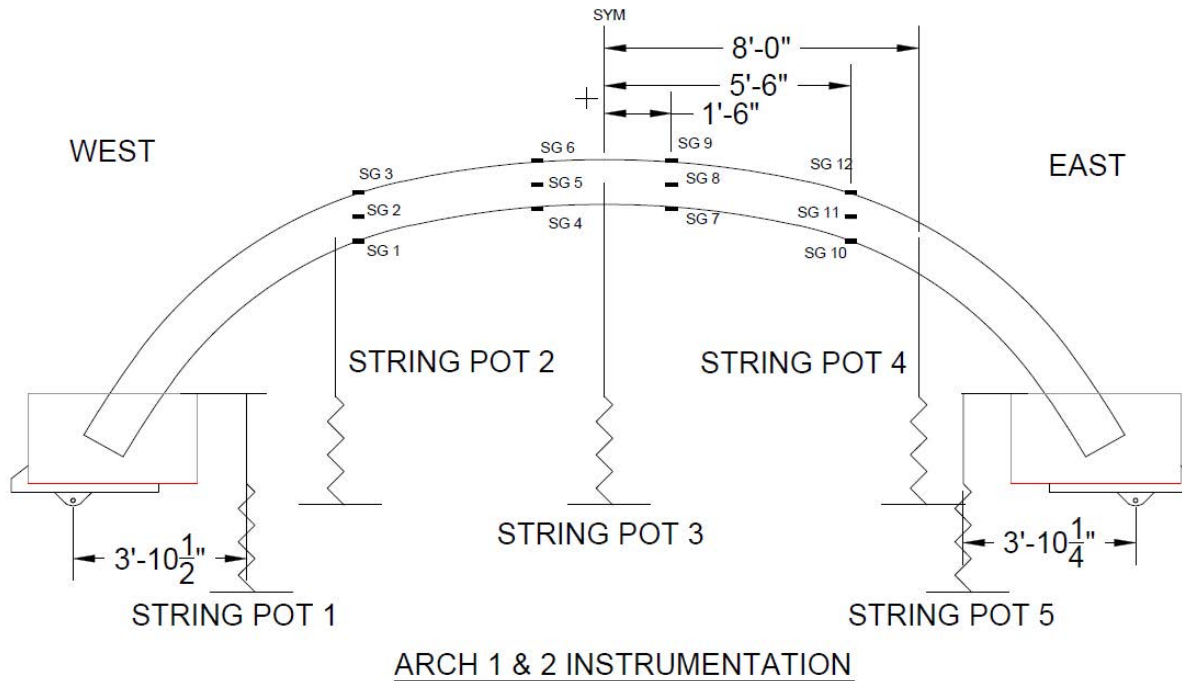 SYM
8'-0"
5'-6"
1'-6"
WEST
EAST
SG 3
SG 6
SG 9
SG 12
SG 2
SG 5
SG 8
SG 11
SG 1
SG 4
SG 7
SG 10
STRING POT 2
STRING POT 4
STRING POT 3
3'-10 1/2"
3'-10 1/4"
STRING POT 1
STRING POT 5
ARCH 1 & 2 INSTRUMENTATION